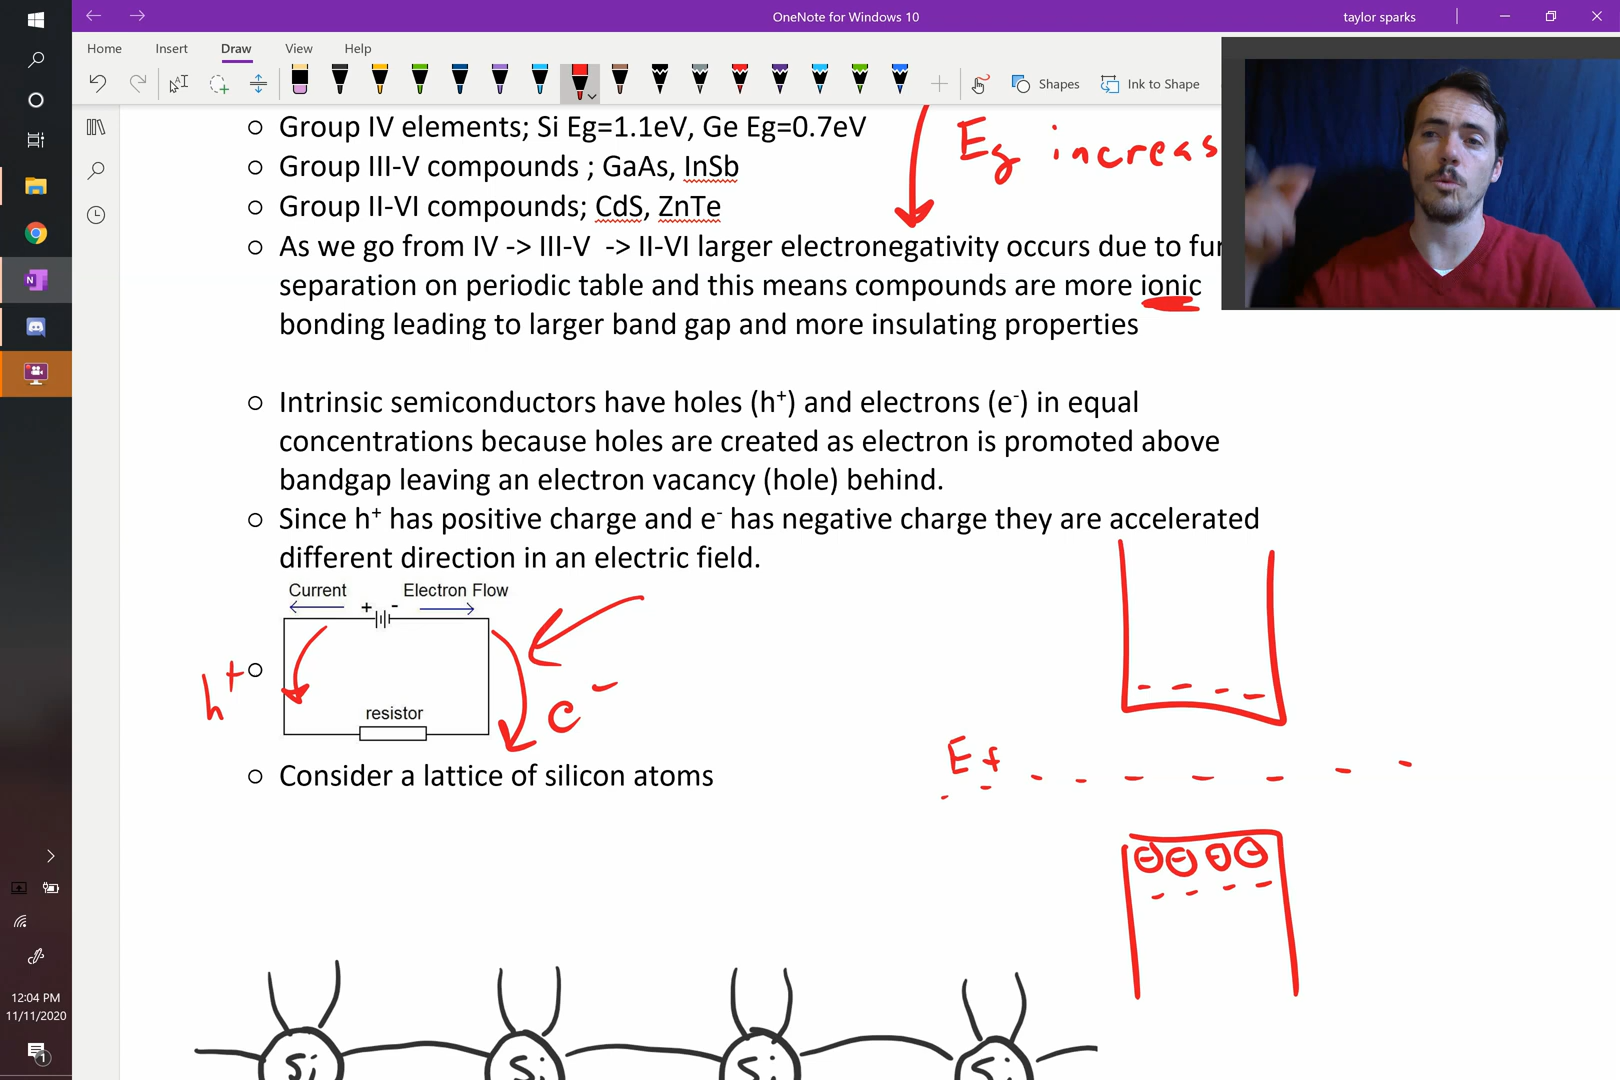 OneNote for Windows 10
taylor sparks
Home Insert Draw View Help
Shapes
Ink to Shape
Group IV elements; Si Eg=1.1eV, Ge Eg=0.7eV
Eg increas
Group III-V compounds ; GaAs, InSb
Group II-VI compounds; CdS, ZnTe
As we go from IV -> III-V -> II-VI larger electronegativity occurs due to fur
separation on periodic table and this means compounds are more ionic
bonding leading to larger band gap and more insulating properties
Intrinsic semiconductors have holes (h⁺) and electrons (e⁻) in equal
concentrations because holes are created as electron is promoted above
bandgap leaving an electron vacancy (hole) behind.
Since h⁺ has positive charge and e⁻ has negative charge they are accelerated
different direction in an electric field.
Current + - Electron Flow
h⁺
e⁻
resistor
Ef
Consider a lattice of silicon atoms
Si Si Si Si
12:04 PM
11/11/2020
1